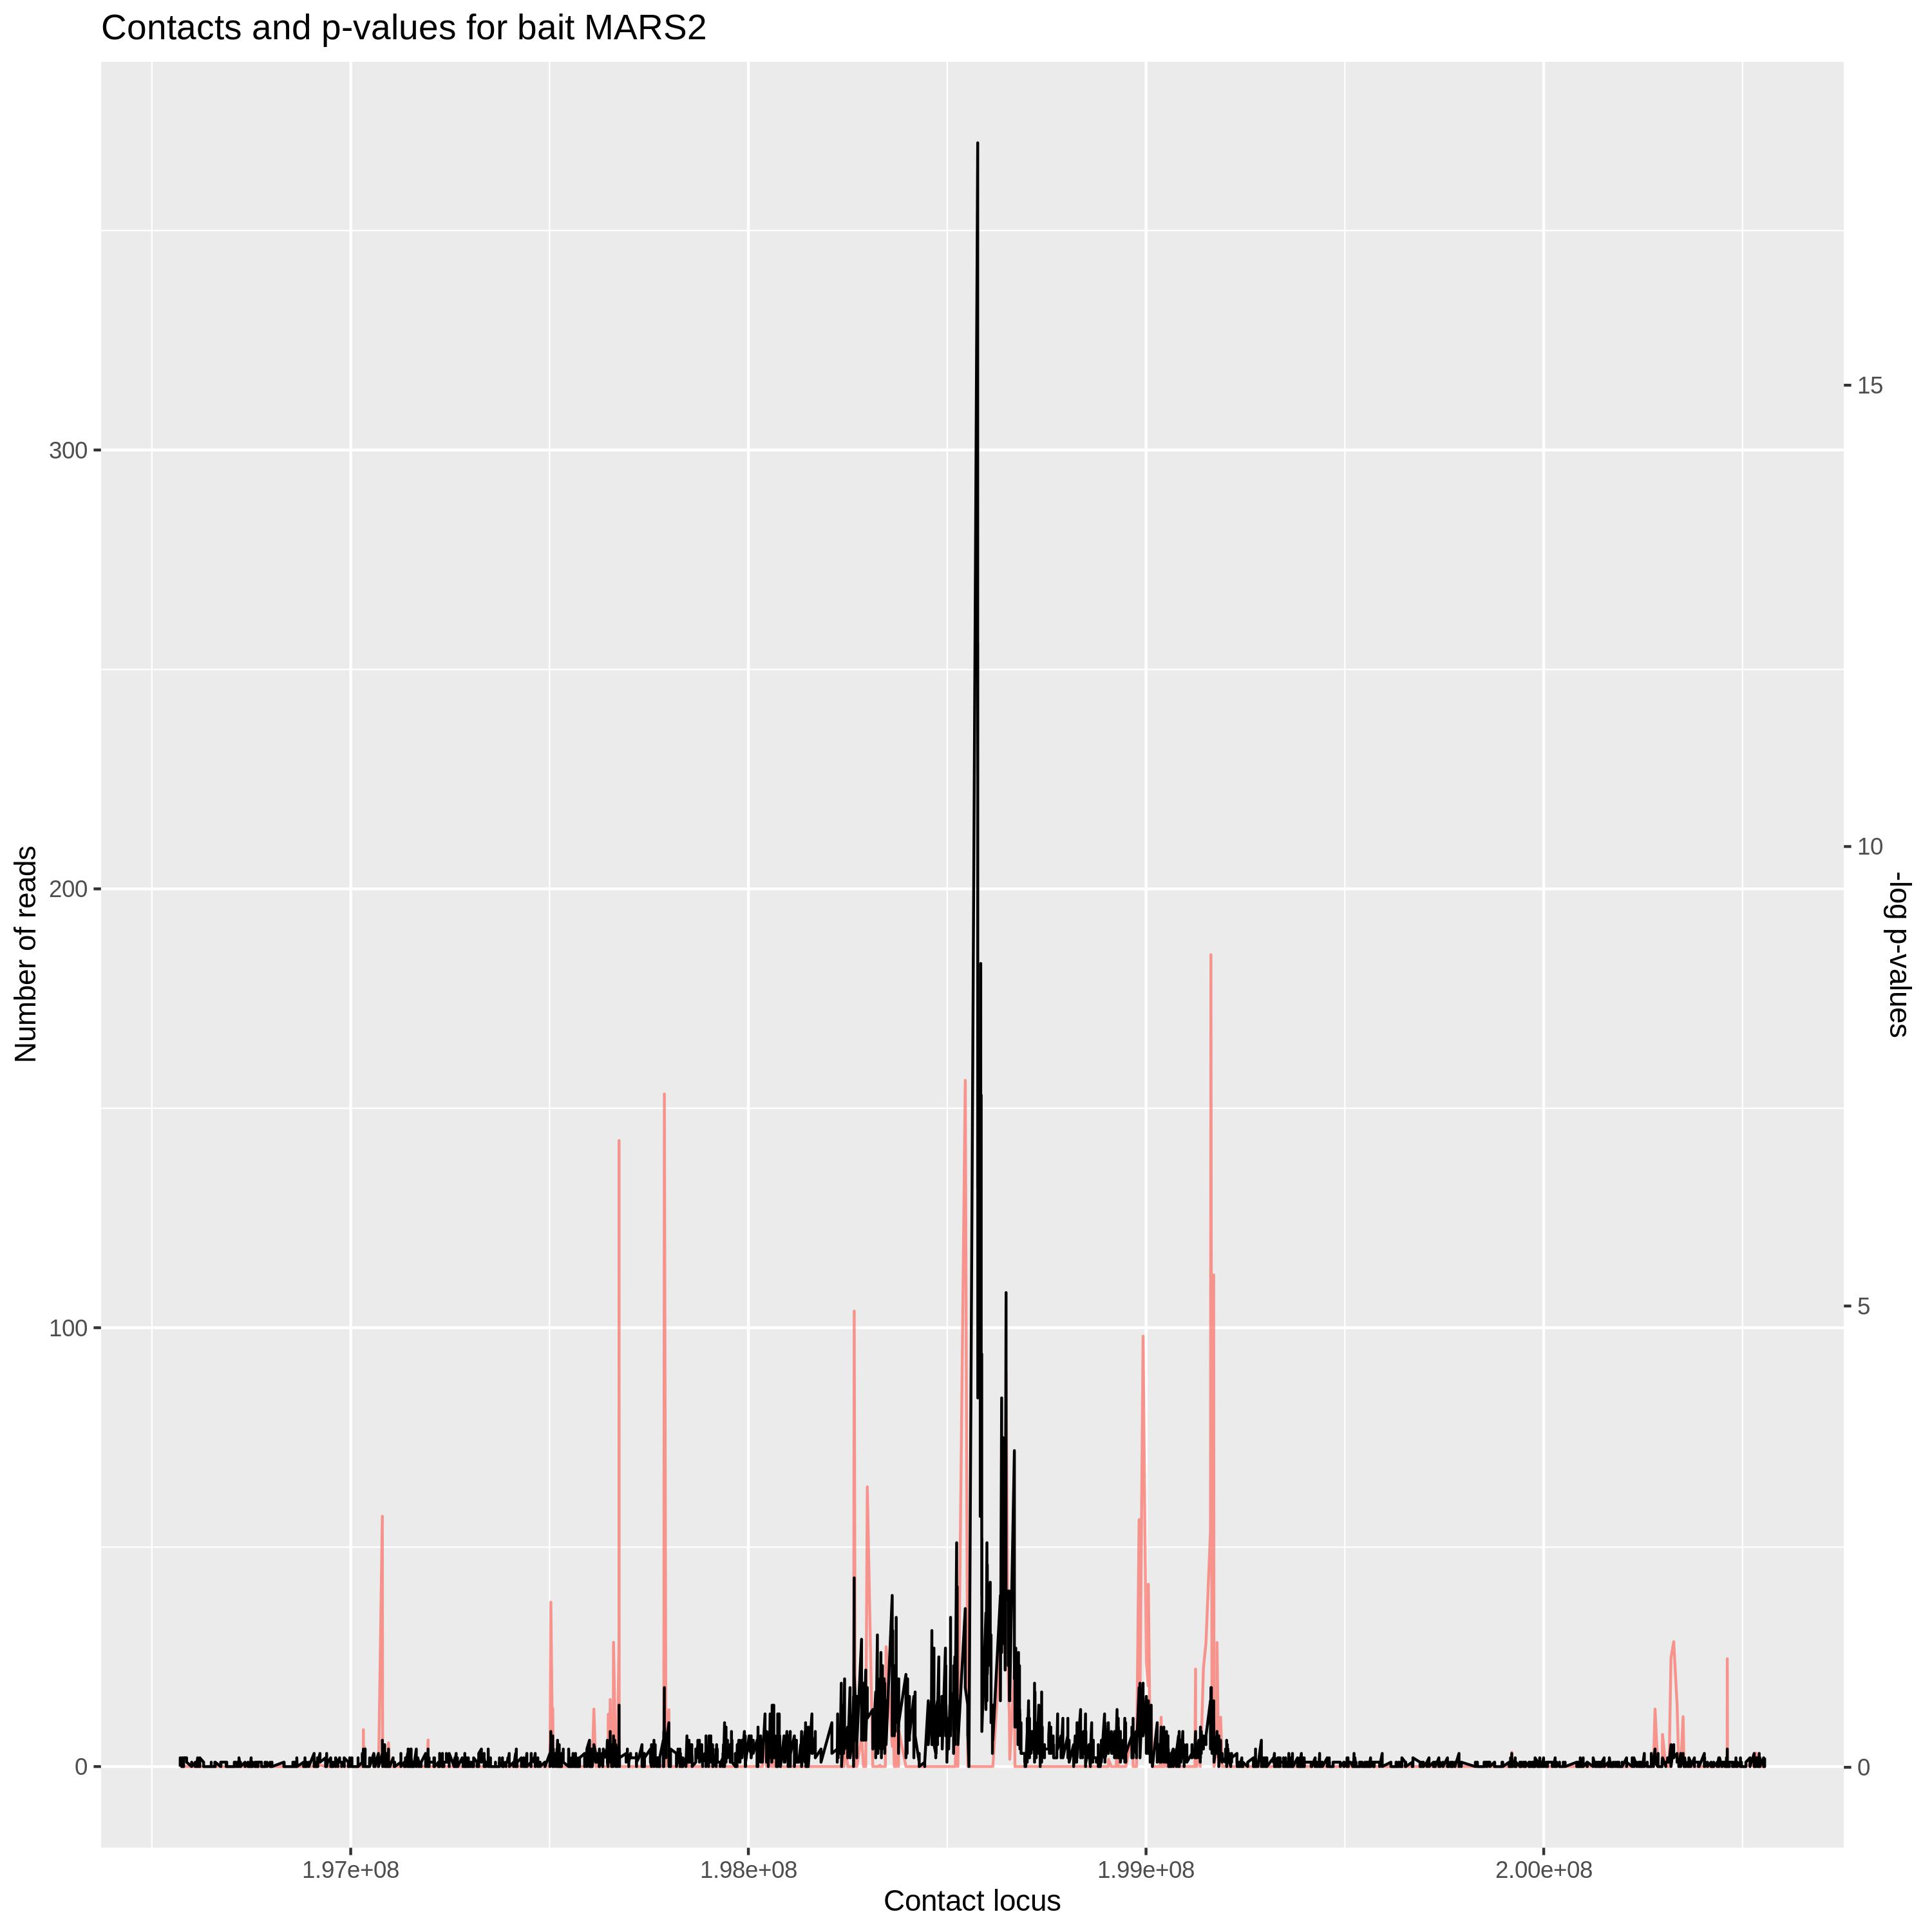 Contacts and p-values for bait MARS2
300
200
100
0
Number of reads
15
10
5
0
-log p-values
1.97e+08
1.98e+08
1.99e+08
2.00e+08
Contact locus